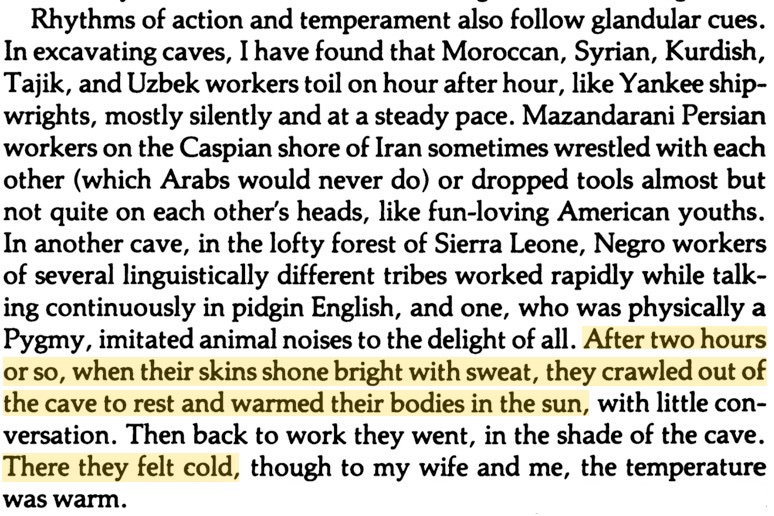 Rhythms of action and temperament also follow glandular cues.
In excavating caves, I have found that Moroccan, Syrian, Kurdish,
Tajik, and Uzbek workers toil on hour after hour, like Yankee ship-
wrights, mostly silently and at a steady pace. Mazandarani Persian
workers on the Caspian shore of Iran sometimes wrestled with each
other (which Arabs would never do) or dropped tools almost but
not quite on each other's heads, like fun-loving American youths.
In another cave, in the lofty forest of Sierra Leone, Negro workers
of several linguistically different tribes worked rapidly while talk-
ing continuously in pidgin English, and one, who was physically a
Pygmy, imitated animal noises to the delight of all. After two hours
or so, when their skins shone bright with sweat, they crawled out of
the cave to rest and warmed their bodies in the sun, with little con-
versation. Then back to work they went, in the shade of the cave.
There they felt cold, though to my wife and me, the temperature
was warm.